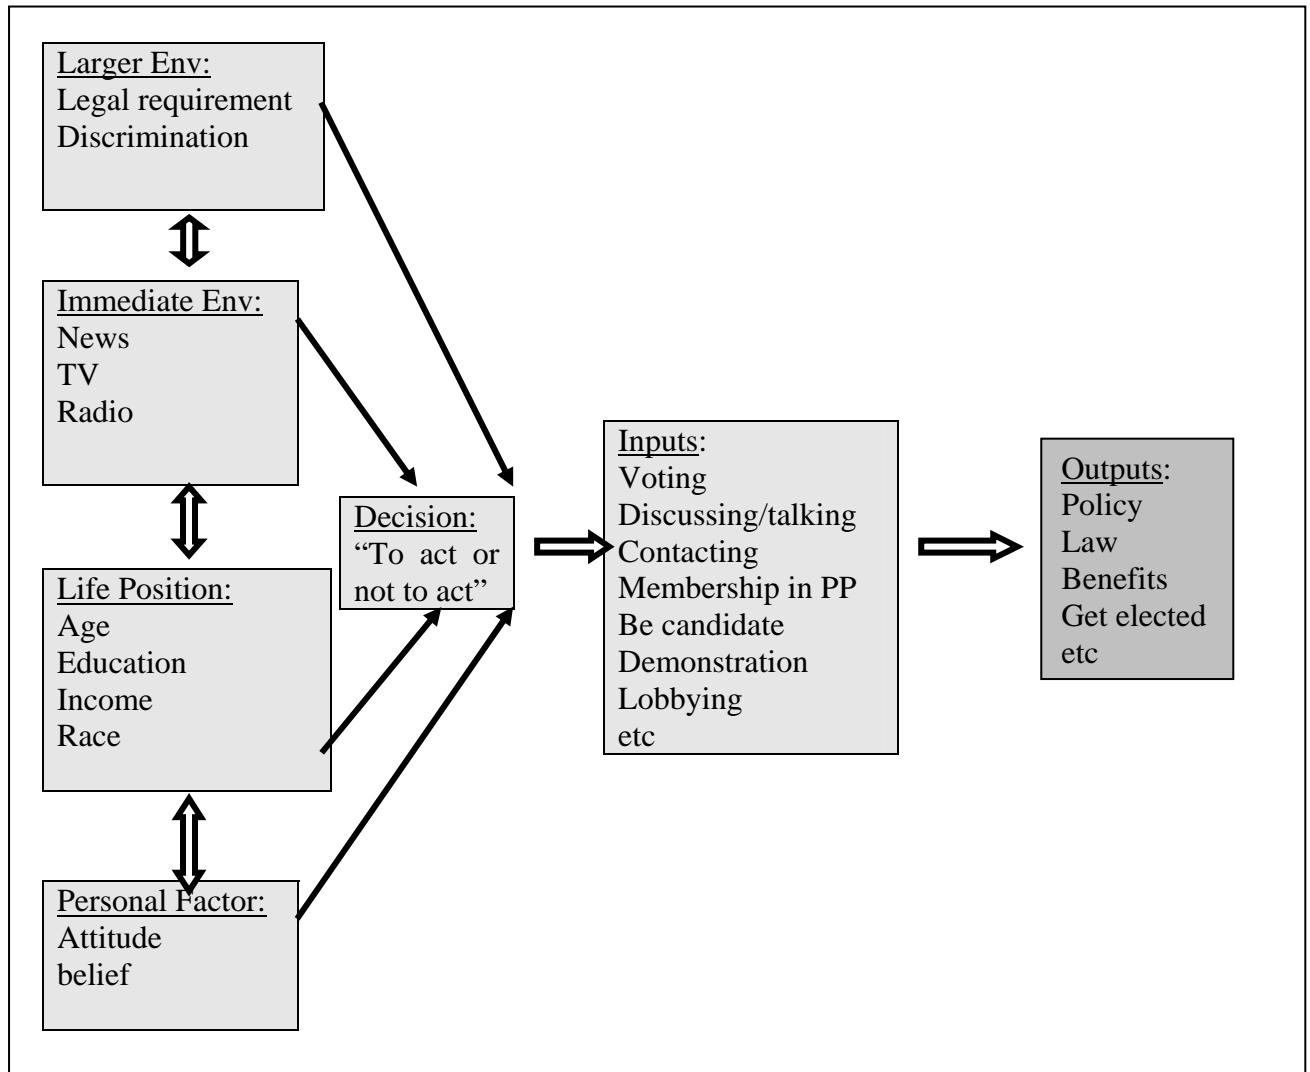 Larger Env:
Legal requirement
Discrimination
Immediate Env:
News
TV
Radio
Life Position:
Age
Education
Income
Race
Personal Factor:
Attitude
belief
Decision:
“To act or
not to act”
Inputs:
Voting
Discussing/talking
Contacting
Membership in PP
Be candidate
Demonstration
Lobbying
etc
Outputs:
Policy
Law
Benefits
Get elected
etc